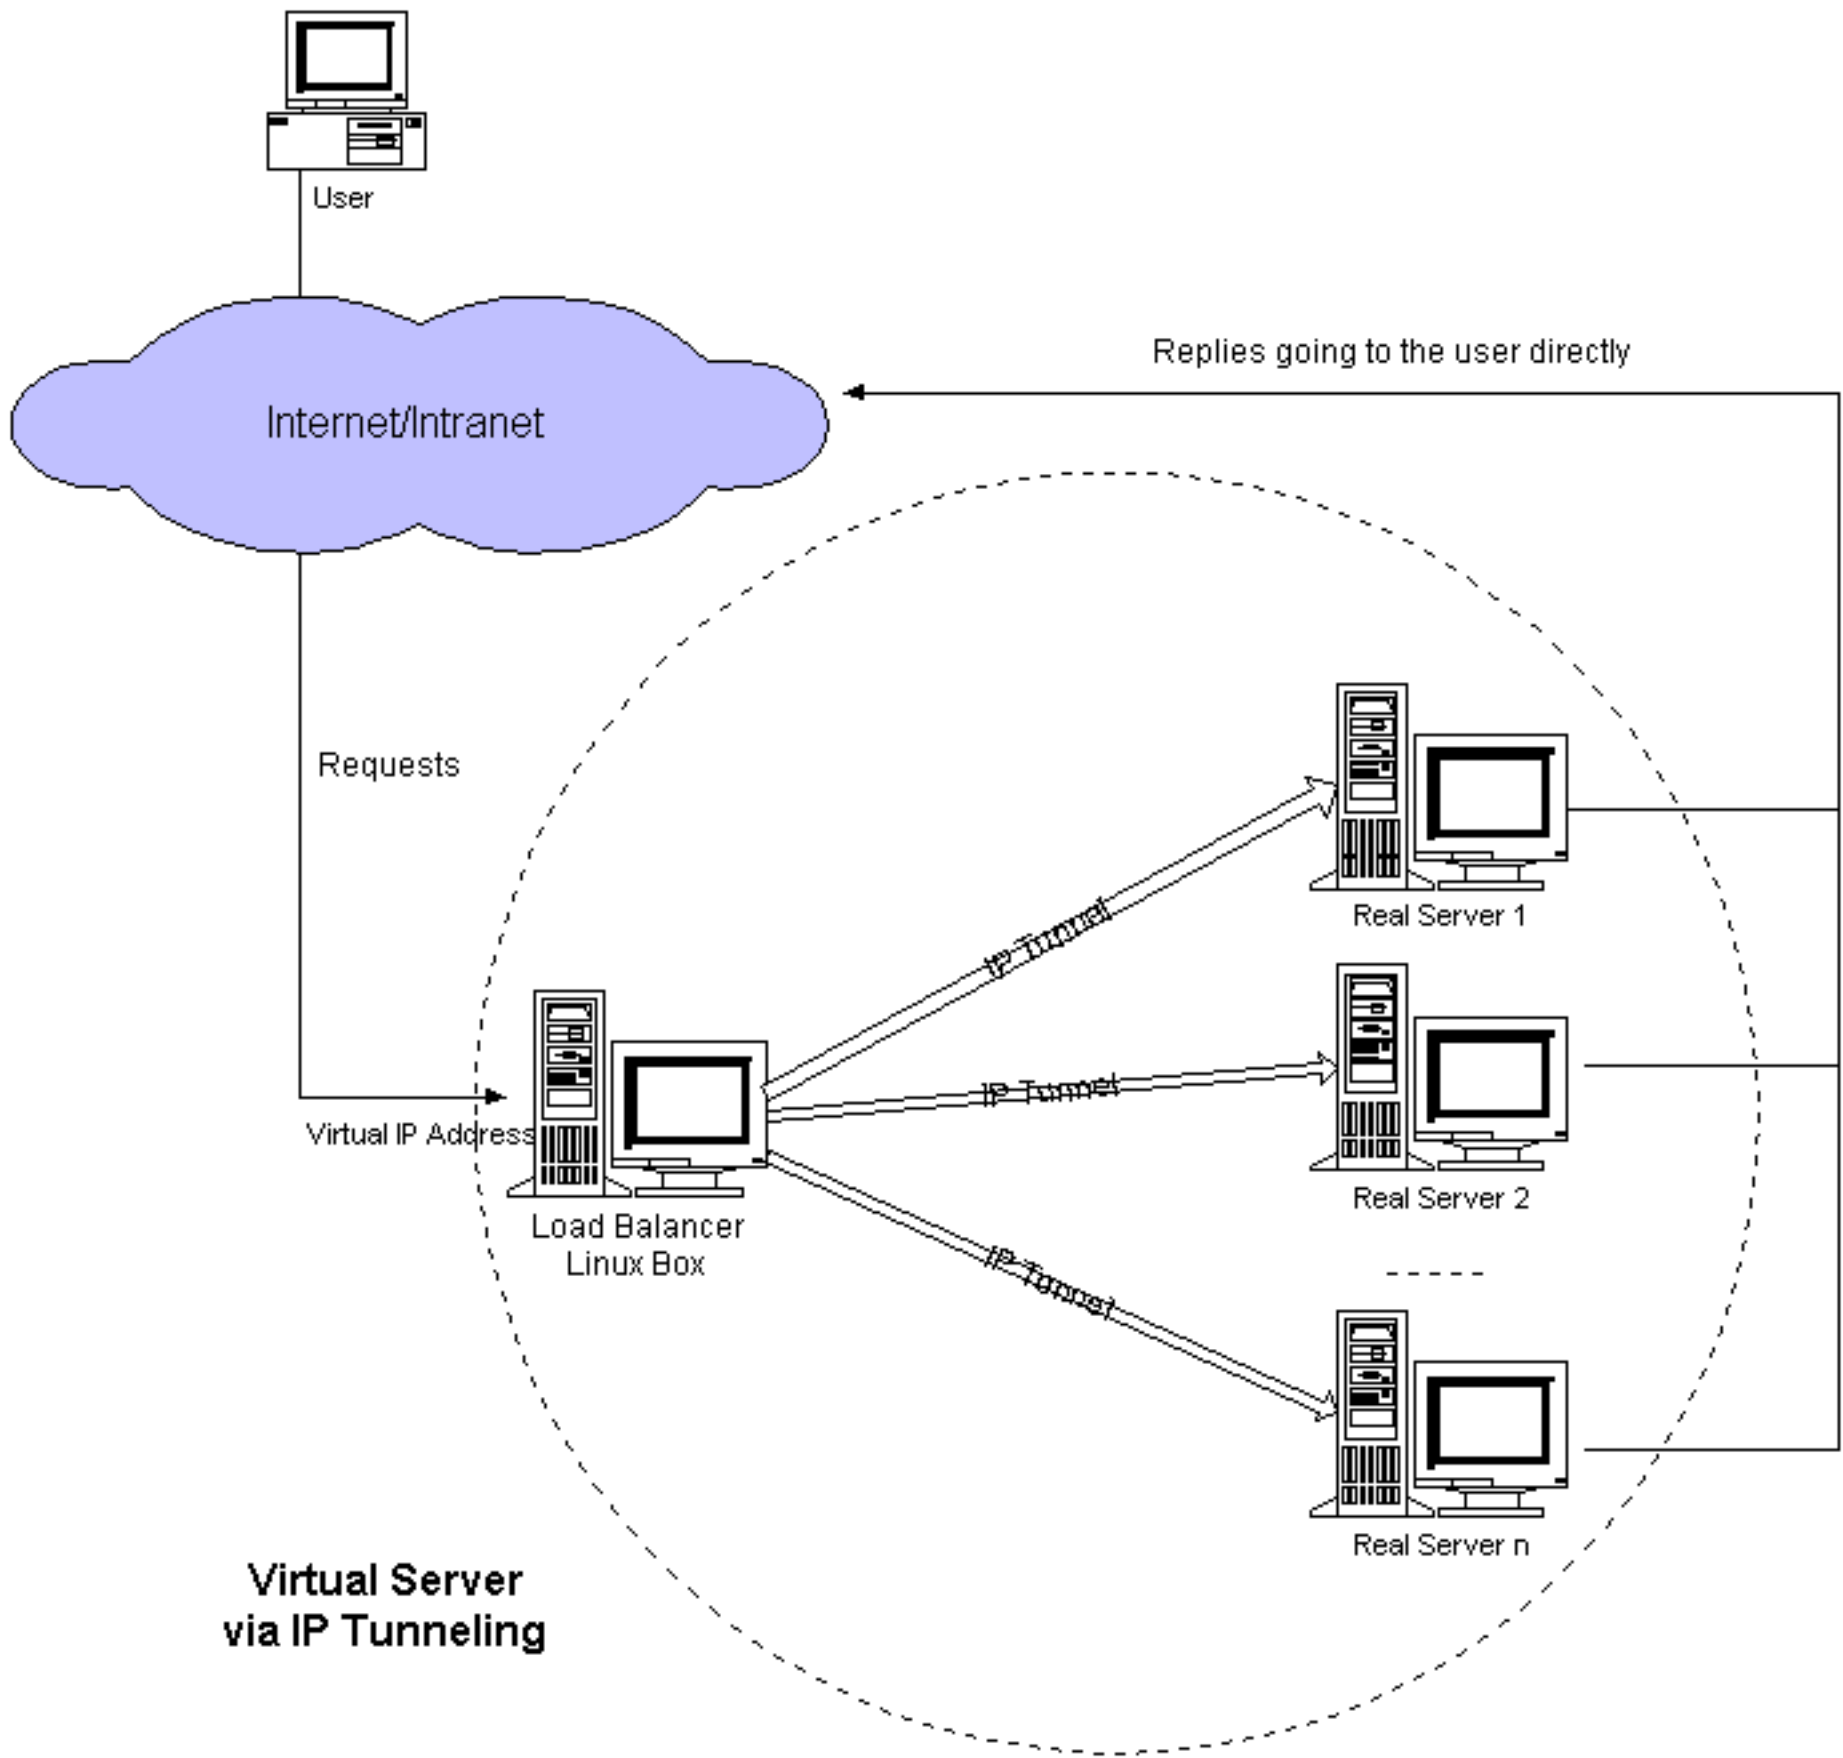 User
Internet/Intranet
Replies going to the user directly
Requests
Virtual IP Address
Load Balancer
Linux Box
IP Tunnel
IP Tunnel
IP Tunnel
Real Server 1
Real Server 2
Real Server n
Virtual Server
via IP Tunneling